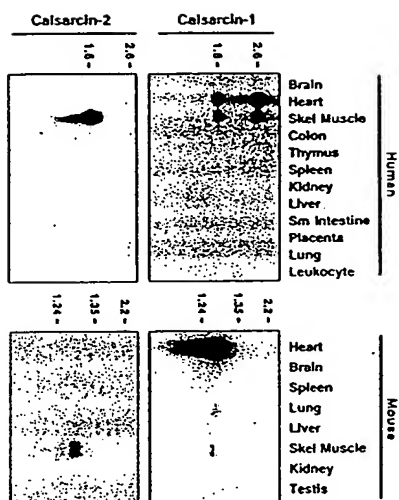 Calsarcin-2 Calsarcin-1
1.6 - 2.6 - 1.6 - 2.6 -
Brain
Heart
Skel Muscle
Colon
Thymus
Spleen
Kidney
Liver
Sm Intestine
Placenta
Lung
Leukocyte
Human
1.24 - 1.35 - 2.2 - 1.24 - 1.35 - 2.2 -
Heart
Brain
Spleen
Lung
Liver
Skel Muscle
Kidney
Testis
Mouse